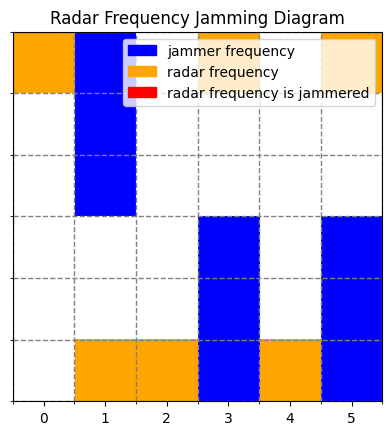 Radar Frequency Jamming Diagram
jammer frequency
radar frequency
radar frequency is jammered
0 1 2 3 4 5